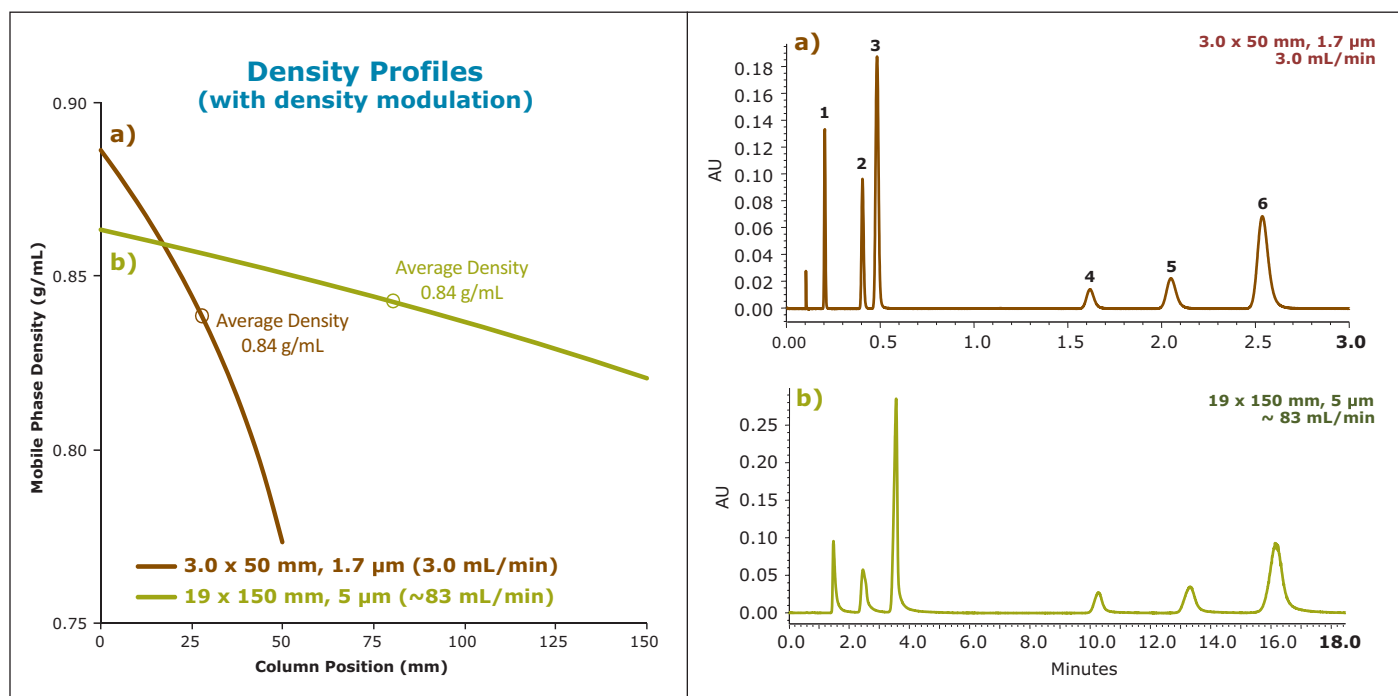 Density Profiles
(with density modulation)
Mobile Phase Density (g/mL)
0.90
0.85
0.80
0.75
a)
b)
Average Density
0.84 g/mL
Average Density
0.84 g/mL
3.0 x 50 mm, 1.7 µm (3.0 mL/min)
19 x 150 mm, 5 µm (~83 mL/min)
0
25
50
75
100
125
150
Column Position (mm)
a)
3.0 x 50 mm, 1.7 µm
3.0 mL/min
AU
0.18
0.16
0.14
0.12
0.10
0.08
0.06
0.04
0.02
0.00
1
2
3
4
5
6
0.00
0.5
1.0
1.5
2.0
2.5
3.0
b)
19 x 150 mm, 5 µm
~ 83 mL/min
AU
0.25
0.20
0.15
0.10
0.05
0.00
0.0
2.0
4.0
6.0
8.0
10.0
12.0
14.0
16.0
18.0
Minutes